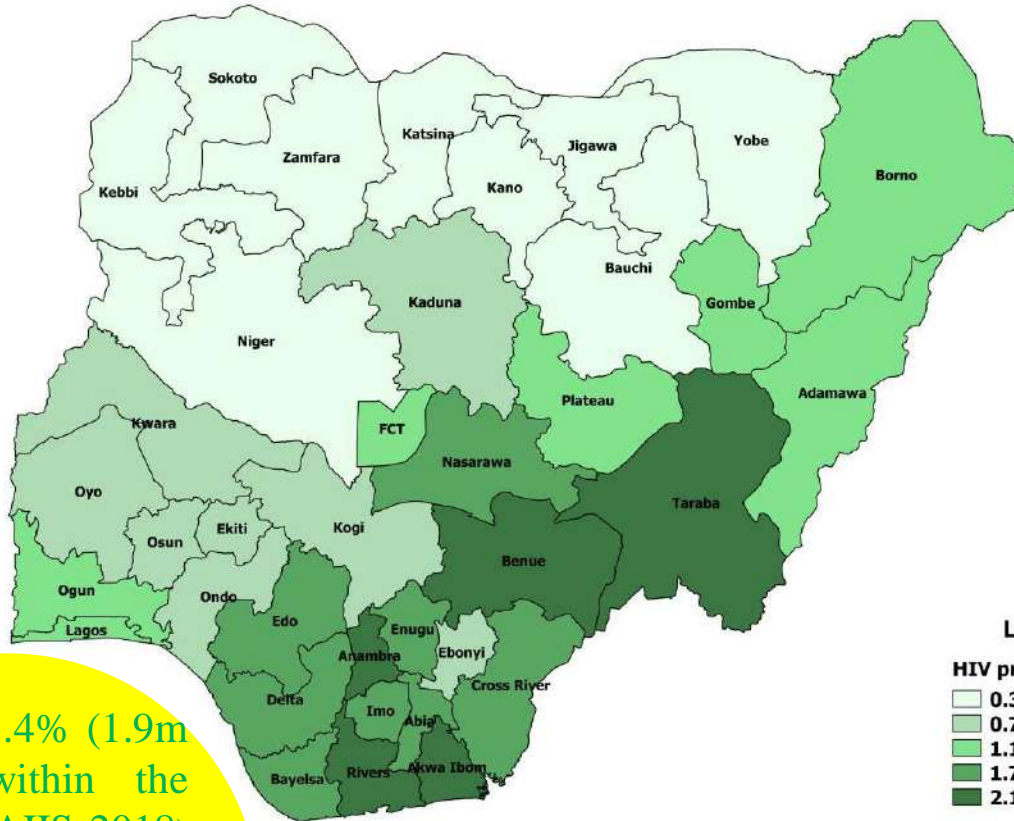 Sokoto
Katsina
Jigawa
Yobe
Zamfara
Borno
Kebbi
Kano
Bauchi
Kaduna
Gombe
Niger
Plateau
Adamawa
Kwara
FCT
Nasarawa
Oyo
Taraba
Ekiti
Kogi
Osun
Benue
Ogun
Ondo
Edo
Enugu
Lagos
Anambra
Ebonyi
Cross River
Delta
Imo
Abia
Bayelsa
Rivers
Akwa Ibom
L
HIV pr
0.3
0.7
1.1
1.7
2.1
.4% (1.9m
within the
AIIS 2018)